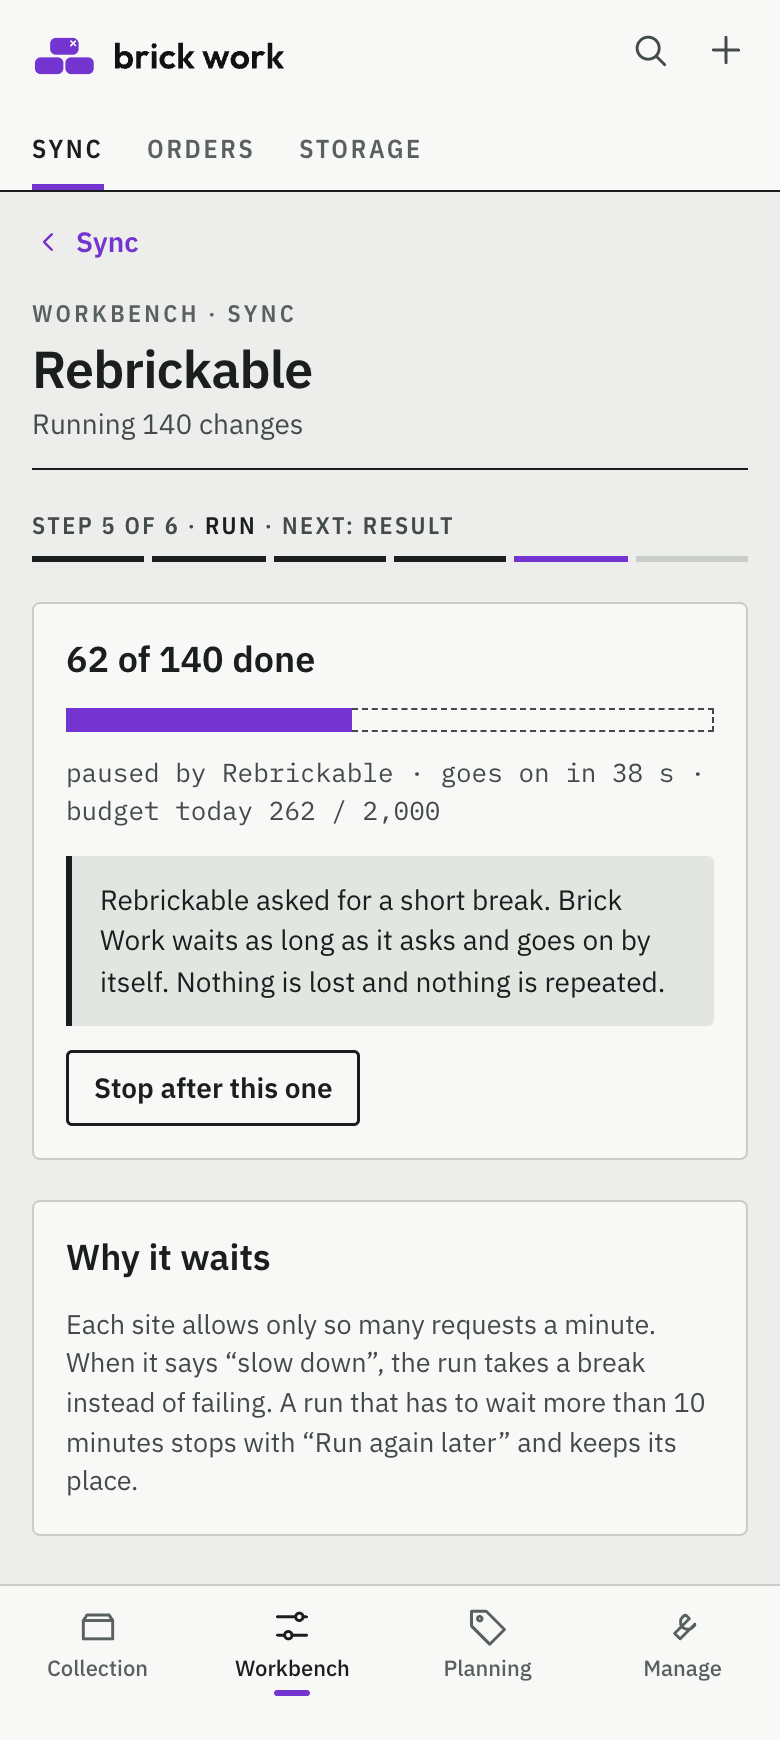 brick work
SYNC ORDERS STORAGE
Sync
WORKBENCH · SYNC
Rebrickable
Running 140 changes
STEP 5 OF 6 · RUN · NEXT: RESULT
62 of 140 done
paused by Rebrickable · goes on in 38 s ·
budget today 262 / 2,000
Rebrickable asked for a short break. Brick
Work waits as long as it asks and goes on by
itself. Nothing is lost and nothing is repeated.
Stop after this one
Why it waits
Each site allows only so many requests a minute.
When it says “slow down”, the run takes a break
instead of failing. A run that has to wait more than 10
minutes stops with “Run again later” and keeps its
place.
Collection Workbench Planning Manage